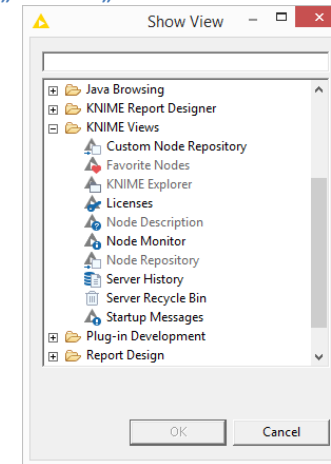 Show View
Java Browsing
KNIME Report Designer
KNIME Views
Custom Node Repository
Favorite Nodes
KNIME Explorer
Licenses
Node Description
Node Monitor
Node Repository
Server History
Server Recycle Bin
Startup Messages
Plug-in Development
Report Design
OK
Cancel